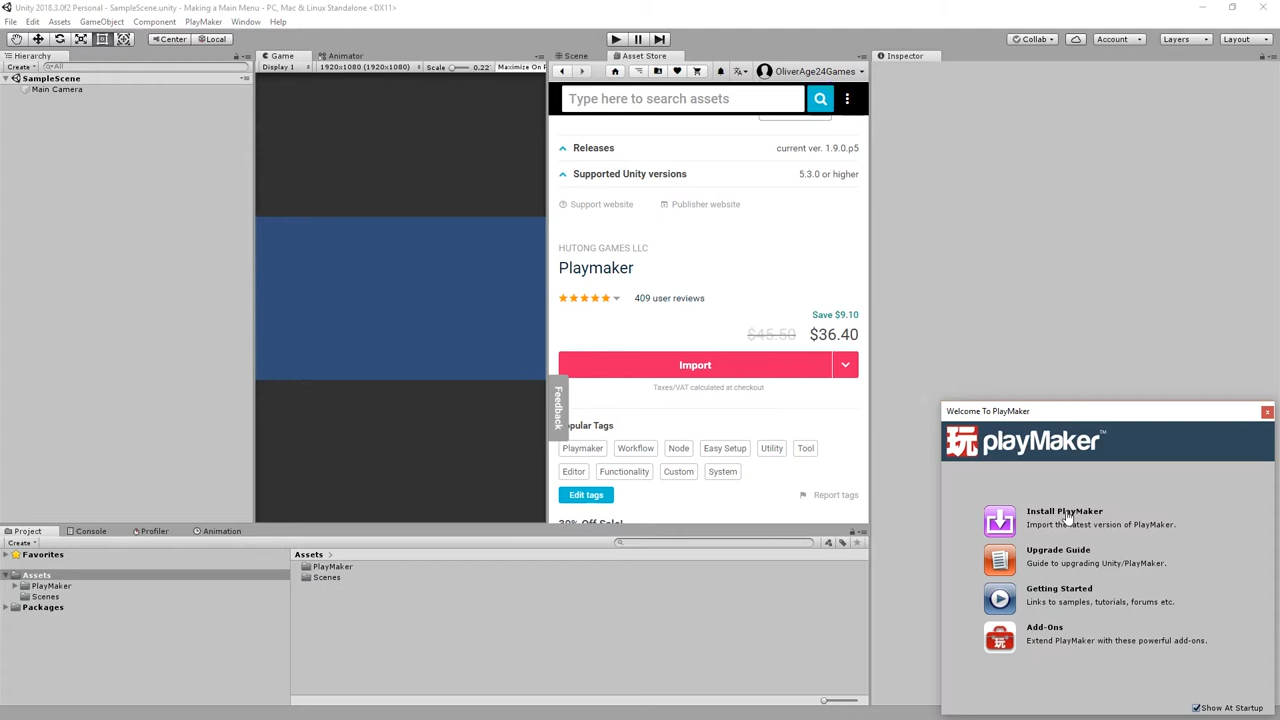 Unity 2018.3.0f2 Personal - SampleScene.unity - Making a Main Menu - PC, Mac & Linux Standalone <DX11>
File Edit Assets GameObject Component PlayMaker Window Help
Center Local
Collab Account Layers Layout
Hierarchy
Create All
SampleScene
Main Camera
Game Animator
Display 1 1920x1080 (1920x1080) Scale 0.22 Maximize On P
Scene Asset Store
OliverAge24Games
Type here to search assets
Releases current ver. 1.9.0.p5
Supported Unity versions 5.3.0 or higher
Support website Publisher website
HUTONG GAMES LLC
Playmaker
409 user reviews
Save $9.10
$45.50 $36.40
Import
Taxes/VAT calculated at checkout
Feedback
opular Tags
Playmaker Workflow Node Easy Setup Utility Tool
Editor Functionality Custom System
Edit tags Report tags
Inspector
Project Console Profiler Animation
Create
Favorites
Assets
PlayMaker
Scenes
Packages
Assets
PlayMaker
Scenes
Welcome To PlayMaker
玩 playMaker™
Install PlayMaker
Import the latest version of PlayMaker.
Upgrade Guide
Guide to upgrading Unity/PlayMaker.
Getting Started
Links to samples, tutorials, forums etc.
Add-Ons
Extend PlayMaker with these powerful add-ons.
Show At Startup